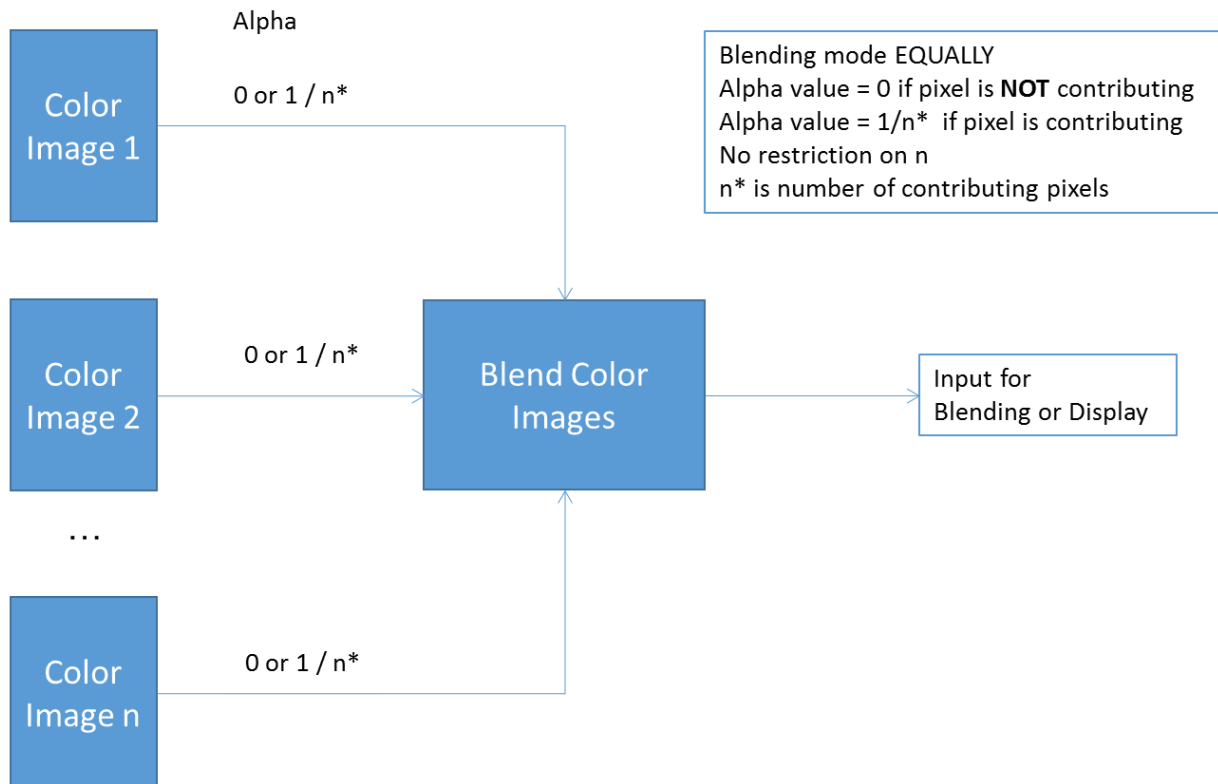 Color
Image 1
Alpha
0 or 1 / n*
Blending mode EQUALLY
Alpha value = 0 if pixel is NOT contributing
Alpha value = 1/n*  if pixel is contributing
No restriction on n
n* is number of contributing pixels
Color
Image 2
0 or 1 / n*
Blend Color
Images
Input for
Blending or Display
...
Color
Image n
0 or 1 / n*